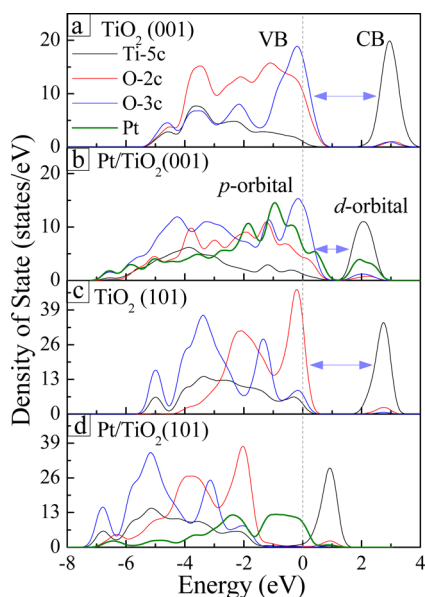 a
TiO2 (001)
VB
CB
Ti-5c
O-2c
O-3c
Pt
20
10
0
b
Pt/TiO2(001)
p-orbital
d-orbital
20
10
0
c
TiO2 (101)
39
26
13
0
d
Pt/TiO2(101)
39
26
13
0
-8
-6
-4
-2
0
2
4
Density of State (states/eV)
Energy (eV)